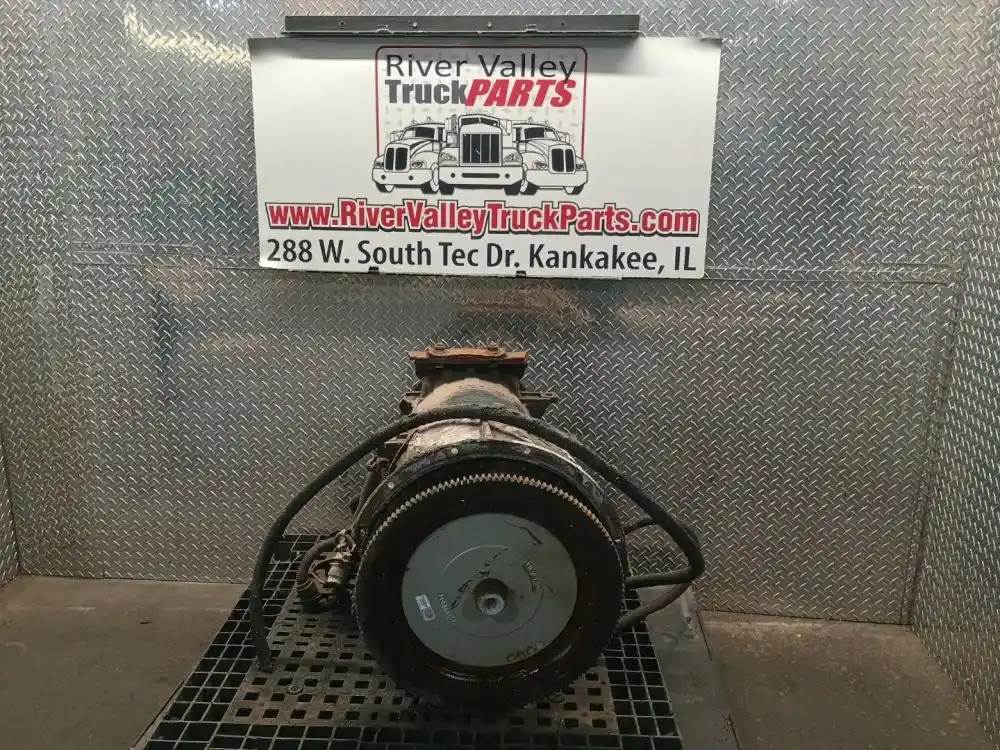 River Valley
TruckPARTS
www.RiverValleyTruckParts.com
288 W. South Tec Dr. Kankakee, IL